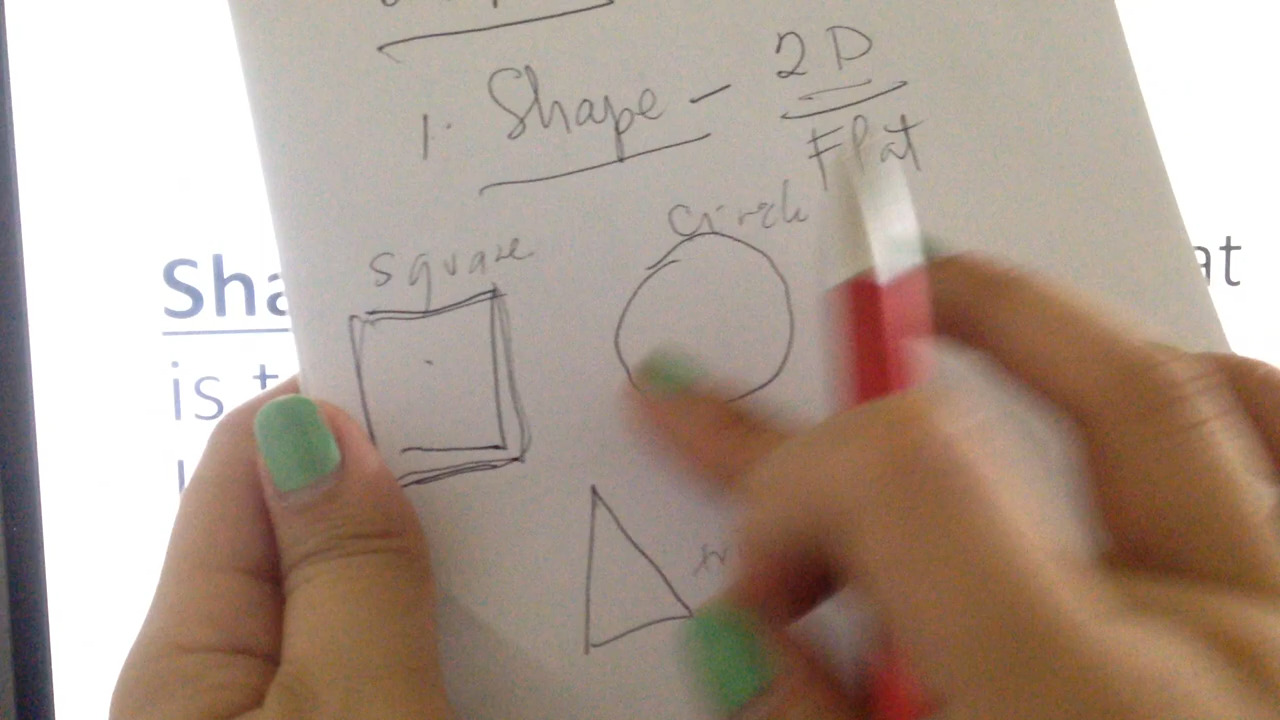 1. Shape - 2D
Flat
Square
Circle
Sha
at
is t